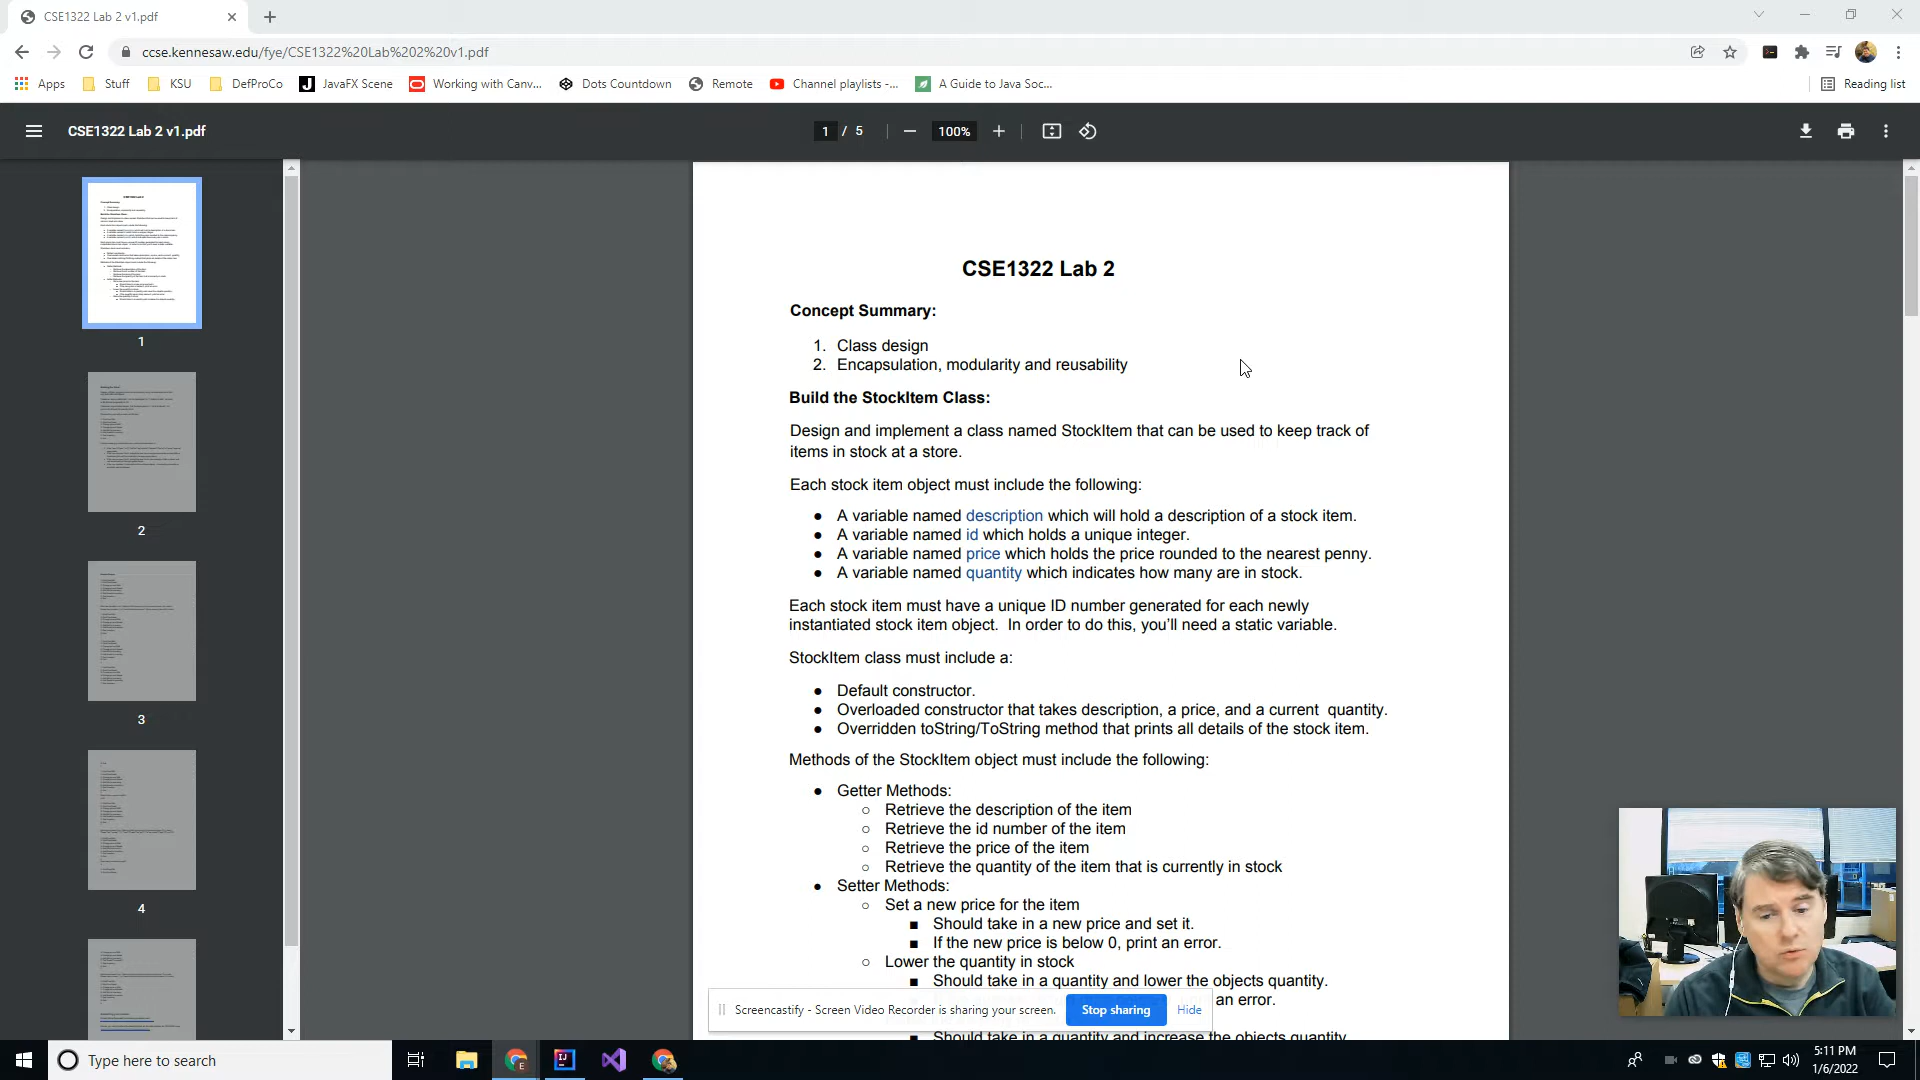 CSE1322 Lab 2 v1.pdf
ccse.kennesaw.edu/fye/CSE1322%20Lab%202%20v1.pdf
Apps Stuff KSU DefProCo JavaFX Scene Working with Canv... Dots Countdown Remote Channel playlists -... A Guide to Java Soc... Reading list
CSE1322 Lab 2 v1.pdf 1 / 5 100%
1
2
3
4
CSE1322 Lab 2
Concept Summary:
1. Class design
2. Encapsulation, modularity and reusability
Build the StockItem Class:
Design and implement a class named StockItem that can be used to keep track of
items in stock at a store.
Each stock item object must include the following:
● A variable named description which will hold a description of a stock item.
● A variable named id which holds a unique integer.
● A variable named price which holds the price rounded to the nearest penny.
● A variable named quantity which indicates how many are in stock.
Each stock item must have a unique ID number generated for each newly
instantiated stock item object. In order to do this, you'll need a static variable.
StockItem class must include a:
● Default constructor.
● Overloaded constructor that takes description, a price, and a current quantity.
● Overridden toString/ToString method that prints all details of the stock item.
Methods of the StockItem object must include the following:
● Getter Methods:
○ Retrieve the description of the item
○ Retrieve the id number of the item
○ Retrieve the price of the item
○ Retrieve the quantity of the item that is currently in stock
● Setter Methods:
○ Set a new price for the item
■ Should take in a new price and set it.
■ If the new price is below 0, print an error.
○ Lower the quantity in stock
■ Should take in a quantity and lower the objects quantity.
an error.
■ Should take in a quantity and increase the objects quantity
Screencastify - Screen Video Recorder is sharing your screen. Stop sharing Hide
Type here to search
5:11 PM
1/6/2022